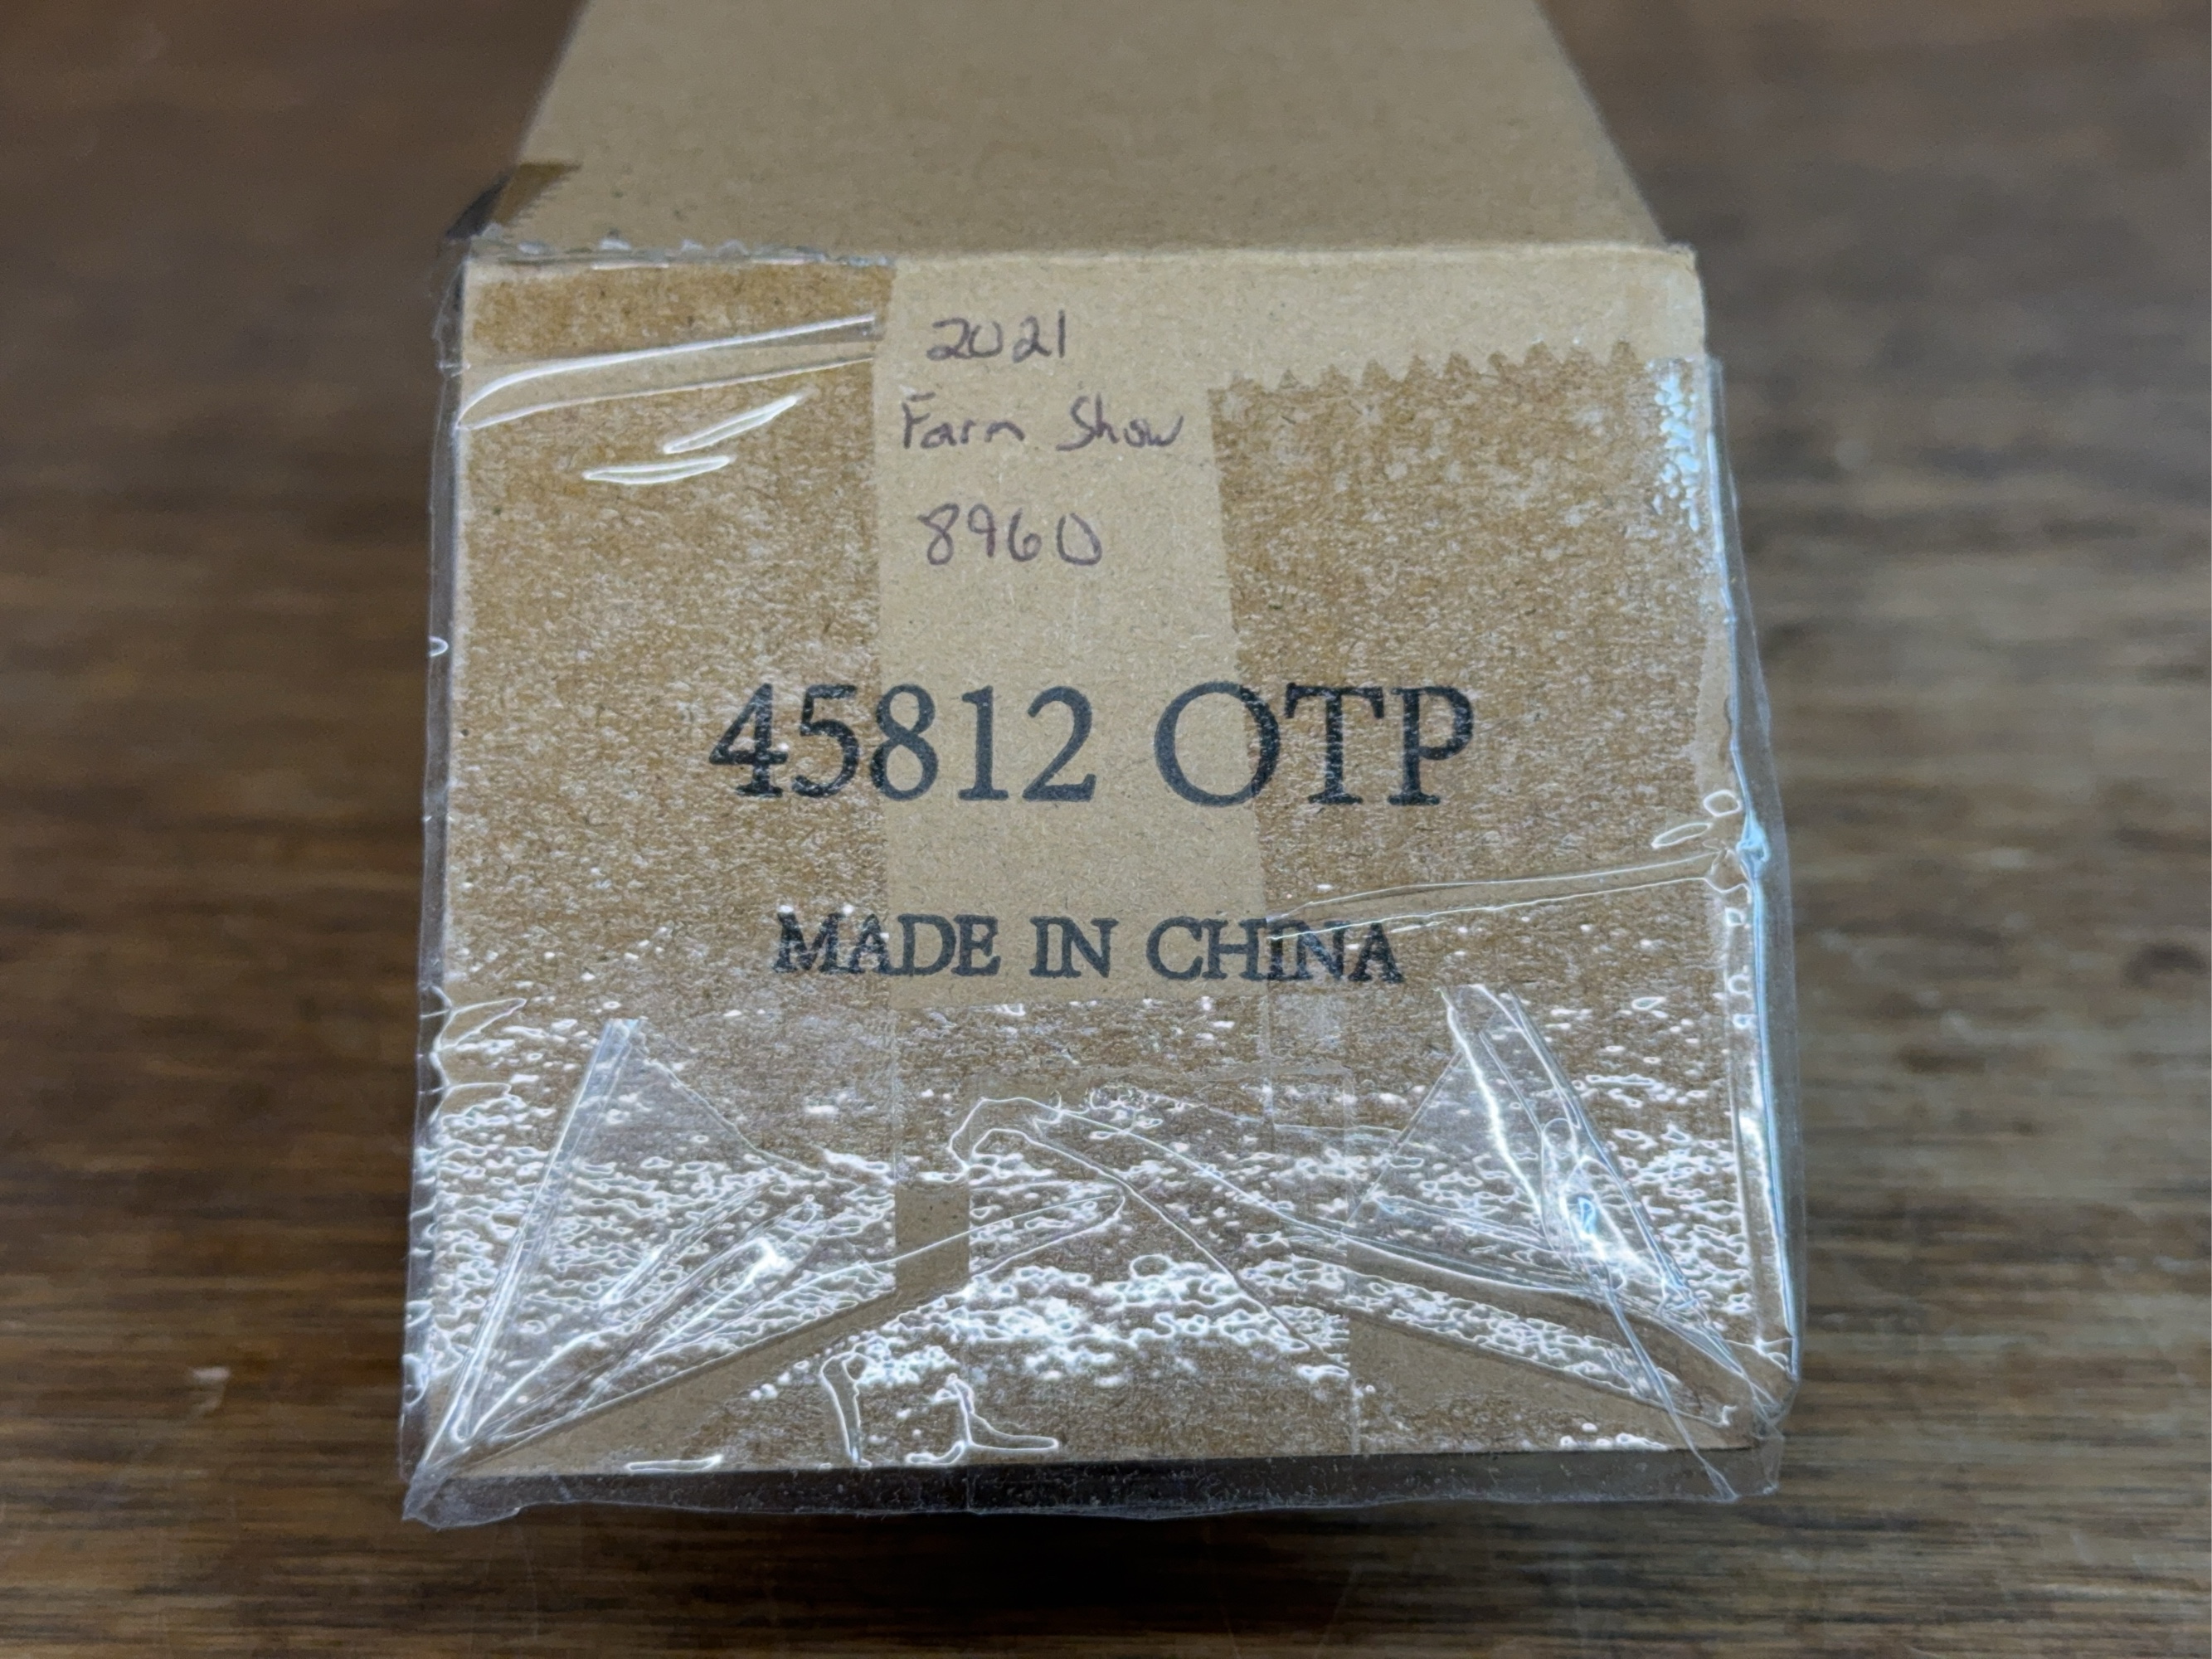 2021
Farm Show
8960
45812 OTP
MADE IN CHINA